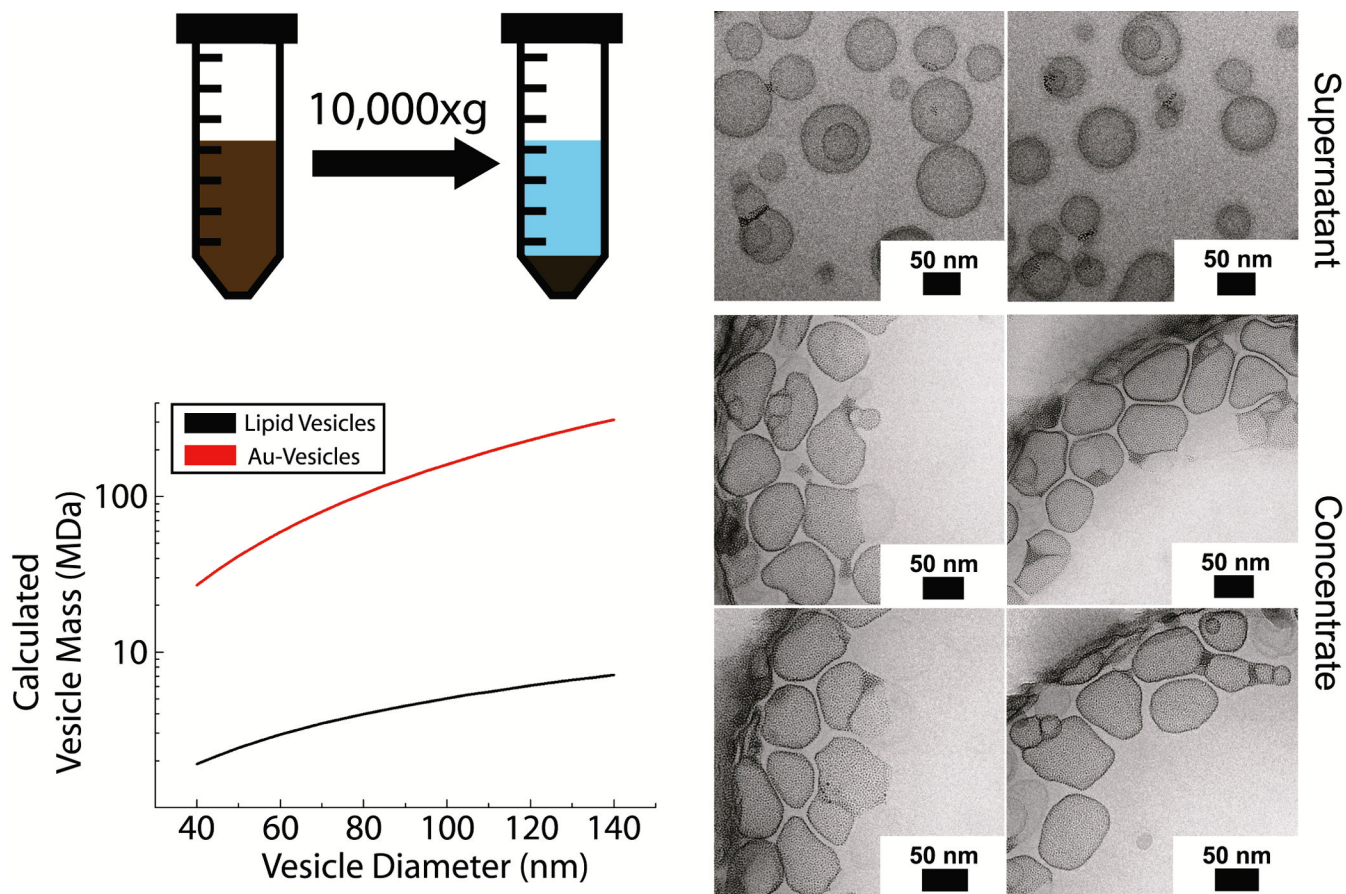 10,000xg
Supernatant
50 nm
50 nm
Concentrate
50 nm
50 nm
50 nm
50 nm
Lipid Vesicles
Au-Vesicles
Calculated
Vesicle Mass (MDa)
100
10
40 60 80 100 120 140
Vesicle Diameter (nm)